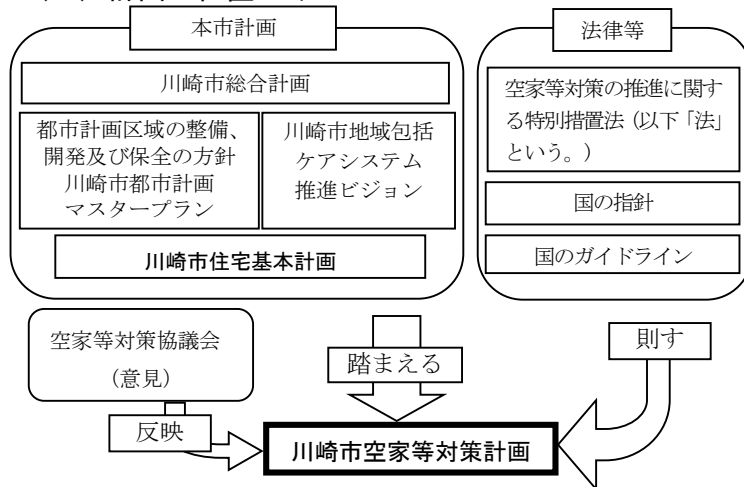 本市計画
川崎市総合計画
都市計画区域の整備、
開発及び保全の方針
川崎市都市計画
マスタープラン
川崎市地域包括
ケアシステム
推進ビジョン
川崎市住宅基本計画
法律等
空家等対策の推進に関す
る特別措置法（以下「法」
という。）
国の指針
国のガイドライン
空家等対策協議会
（意見）
反映
踏まえる
則す
川崎市空家等対策計画